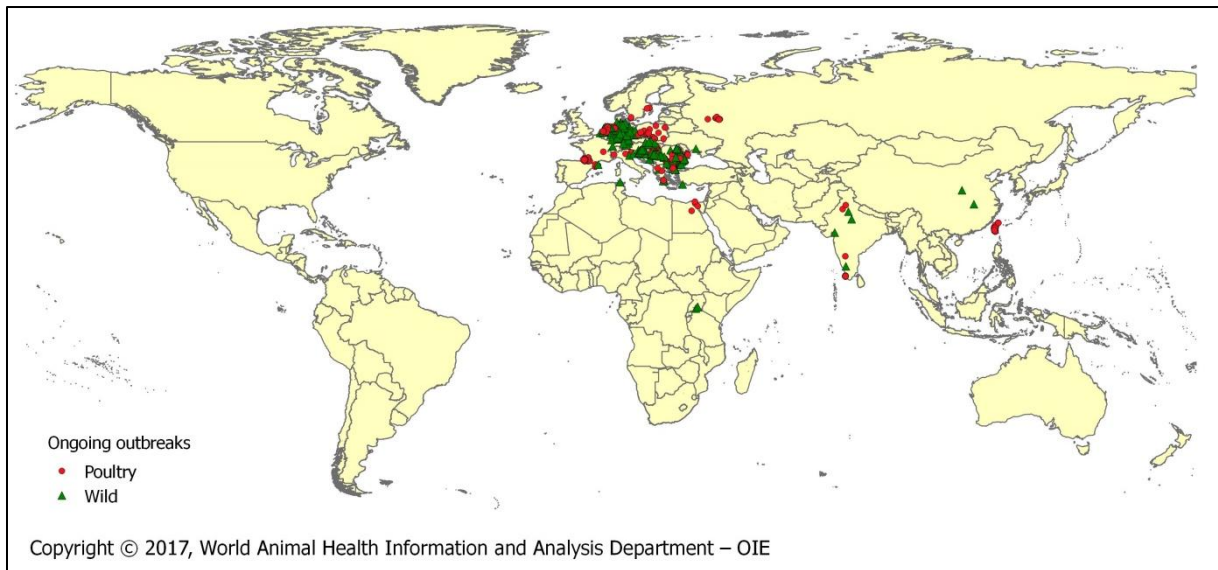 Ongoing outbreaks
Poultry
Wild
Copyright © 2017, World Animal Health Information and Analysis Department – OIE